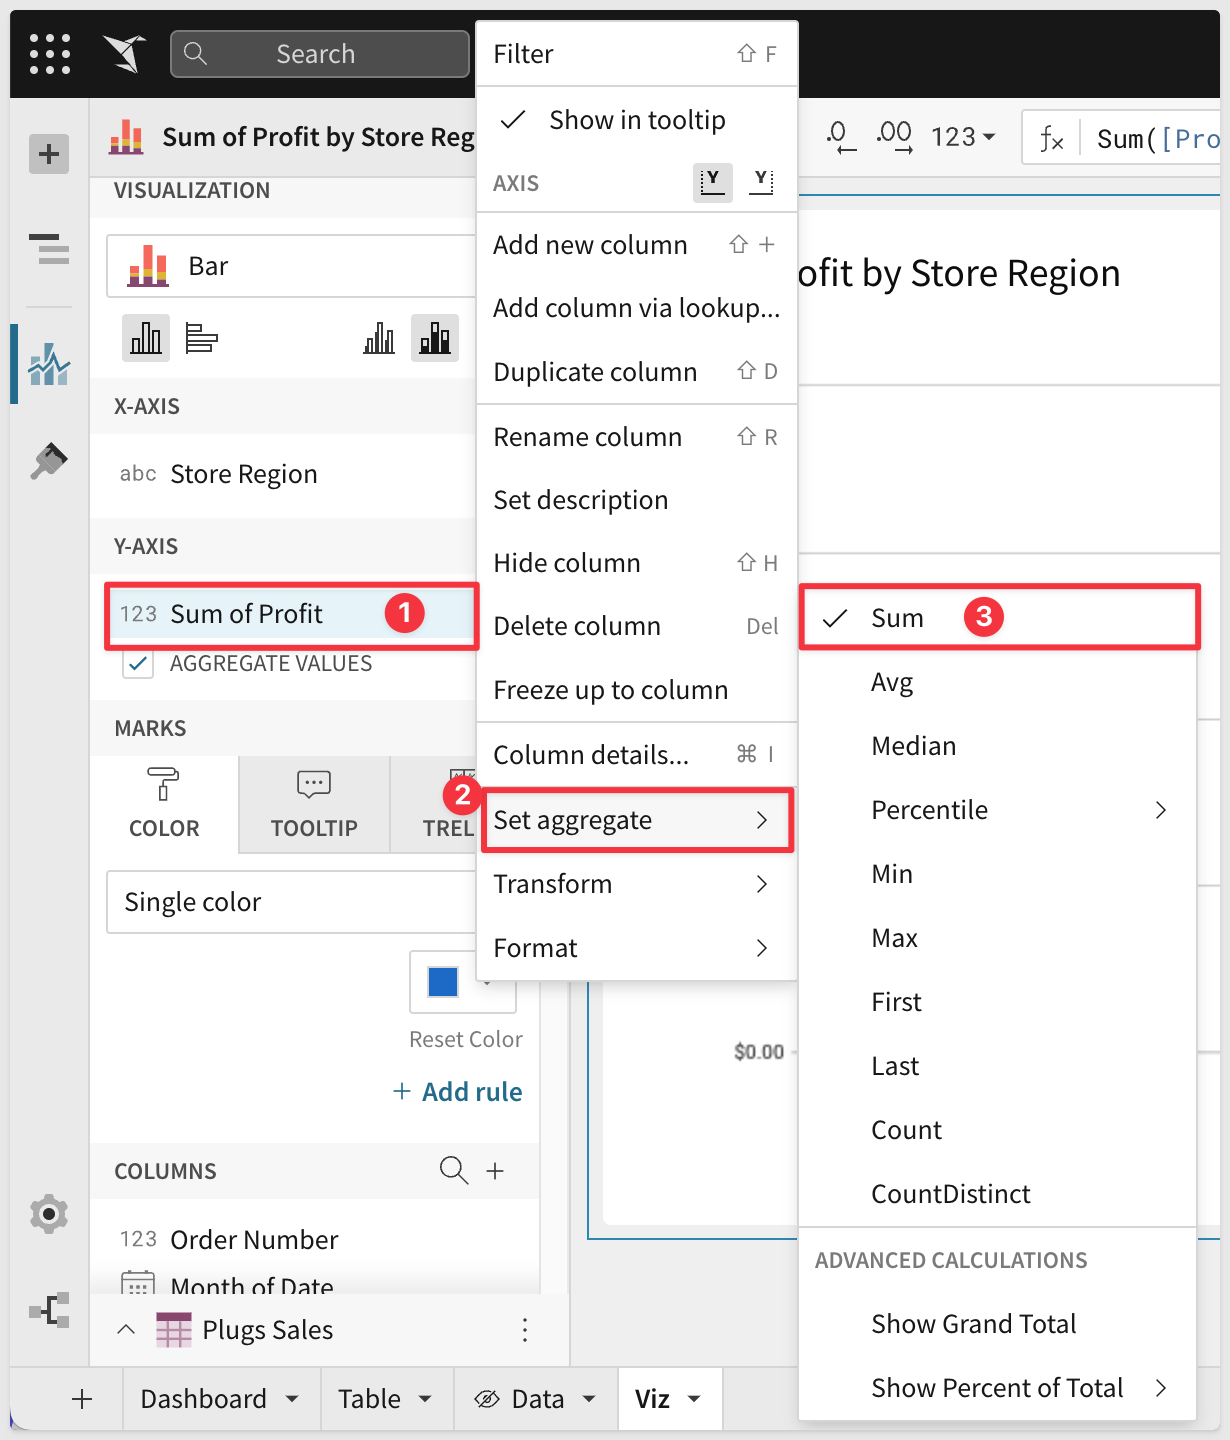 Search
Sum of Profit by Store Reg
VISUALIZATION
Bar
X-AXIS
abc Store Region
Y-AXIS
123 Sum of Profit 1
AGGREGATE VALUES
MARKS
COLOR
TOOLTIP
TREL
Single color
Reset Color
+ Add rule
COLUMNS
123 Order Number
Month of Date
Plugs Sales
Filter ⇧ F
Show in tooltip
AXIS Y Y
Add new column ⇧ +
Add column via lookup...
Duplicate column ⇧ D
Rename column ⇧ R
Set description
Hide column ⇧ H
Delete column Del
Freeze up to column
Column details... ⌘ I
2
Set aggregate
Transform
Format
.0 .00 123
fx Sum([Pro
ofit by Store Region
$0.00
Sum 3
Avg
Median
Percentile
Min
Max
First
Last
Count
CountDistinct
ADVANCED CALCULATIONS
Show Grand Total
Show Percent of Total
+ Dashboard Table Data Viz